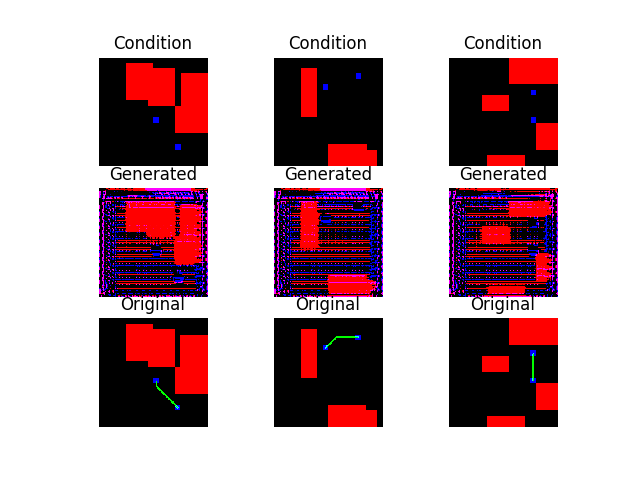 Condition Condition Condition
Generated Generated Generated
Original Original Original